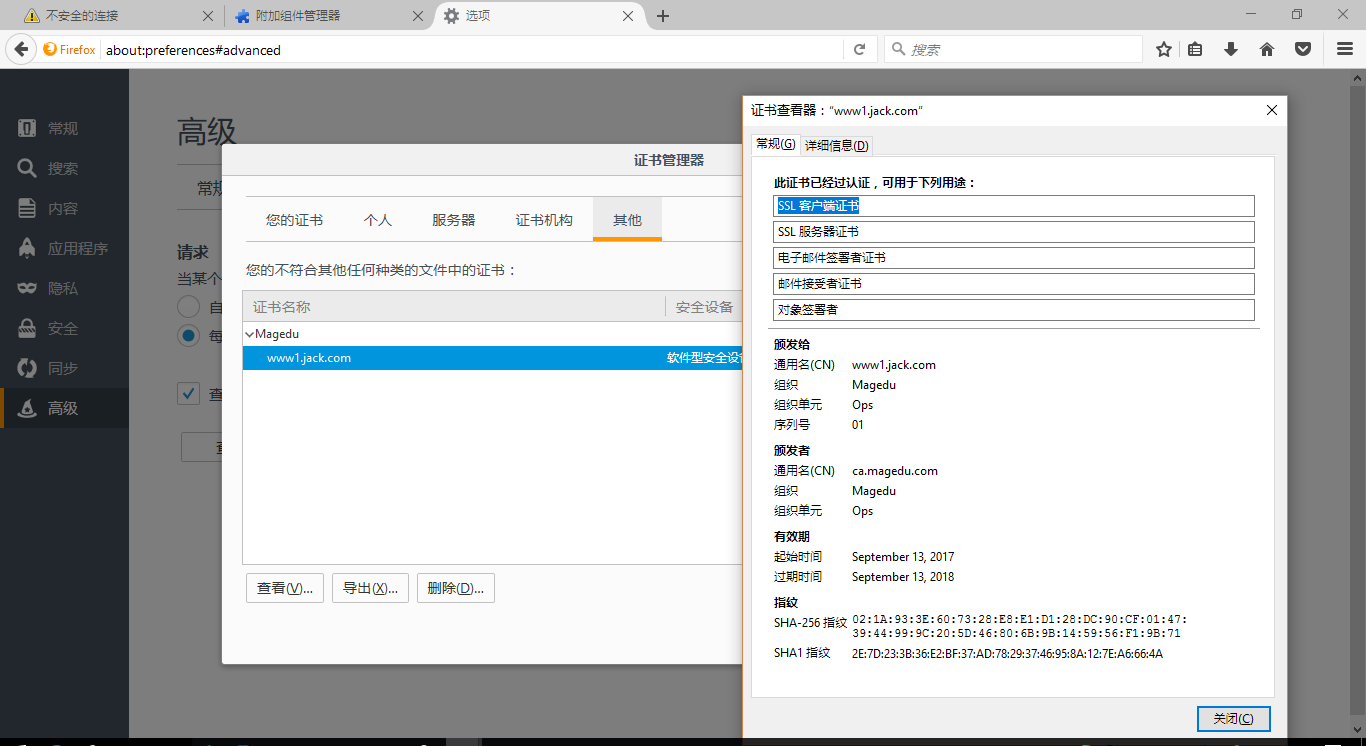 不安全的连接
附加组件管理器
选项
Firefox
about:preferences#advanced
搜索
常规
搜索
内容
应用程序
隐私
安全
同步
高级
高级
常规
请求
当某个
自
每
查
证书管理器
您的证书
个人
服务器
证书机构
其他
您的不符合其他任何种类的文件中的证书：
证书名称
安全设备
Magedu
www1.jack.com
软件型安全设备
查看(V)...
导出(X)...
删除(D)...
证书查看器："www1.jack.com"
常规(G)
详细信息(D)
此证书已经过认证，可用于下列用途：
SSL 客户端证书
SSL 服务器证书
电子邮件签署者证书
邮件接受者证书
对象签署者
颁发给
通用名(CN) www1.jack.com
组织 Magedu
组织单元 Ops
序列号 01
颁发者
通用名(CN) ca.magedu.com
组织 Magedu
组织单元 Ops
有效期
起始时间 September 13, 2017
过期时间 September 13, 2018
指纹
SHA-256 指纹 02:1A:93:3E:60:73:28:E8:E1:D1:28:DC:90:CF:01:47:
39:44:99:9C:20:5D:46:80:6B:9B:14:59:56:F1:9B:71
SHA1 指纹 2E:7D:23:3B:36:E2:BF:37:AD:78:29:37:46:95:8A:12:7E:A6:66:4A
关闭(C)